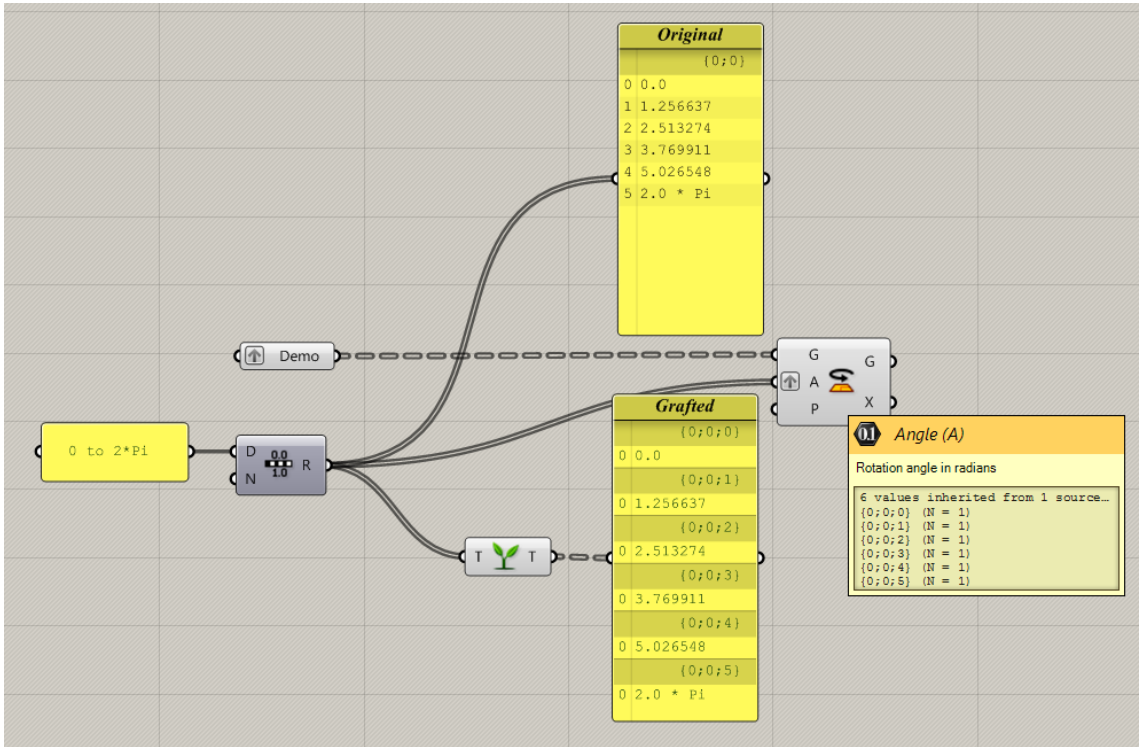 Original
{0;0}
0 0.0
1 1.256637
2 2.513274
3 3.769911
4 5.026548
5 2.0 * Pi
Demo
G
A
P
G
X
0 to 2*Pi
D
N
0.0
1.0
R
T
T
Grafted
{0;0;0}
0 0.0
{0;0;1}
0 1.256637
{0;0;2}
0 2.513274
{0;0;3}
0 3.769911
{0;0;4}
0 5.026548
{0;0;5}
0 2.0 * Pi
0.1 Angle (A)
Rotation angle in radians
6 values inherited from 1 source…
{0;0;0} (N = 1)
{0;0;1} (N = 1)
{0;0;2} (N = 1)
{0;0;3} (N = 1)
{0;0;4} (N = 1)
{0;0;5} (N = 1)